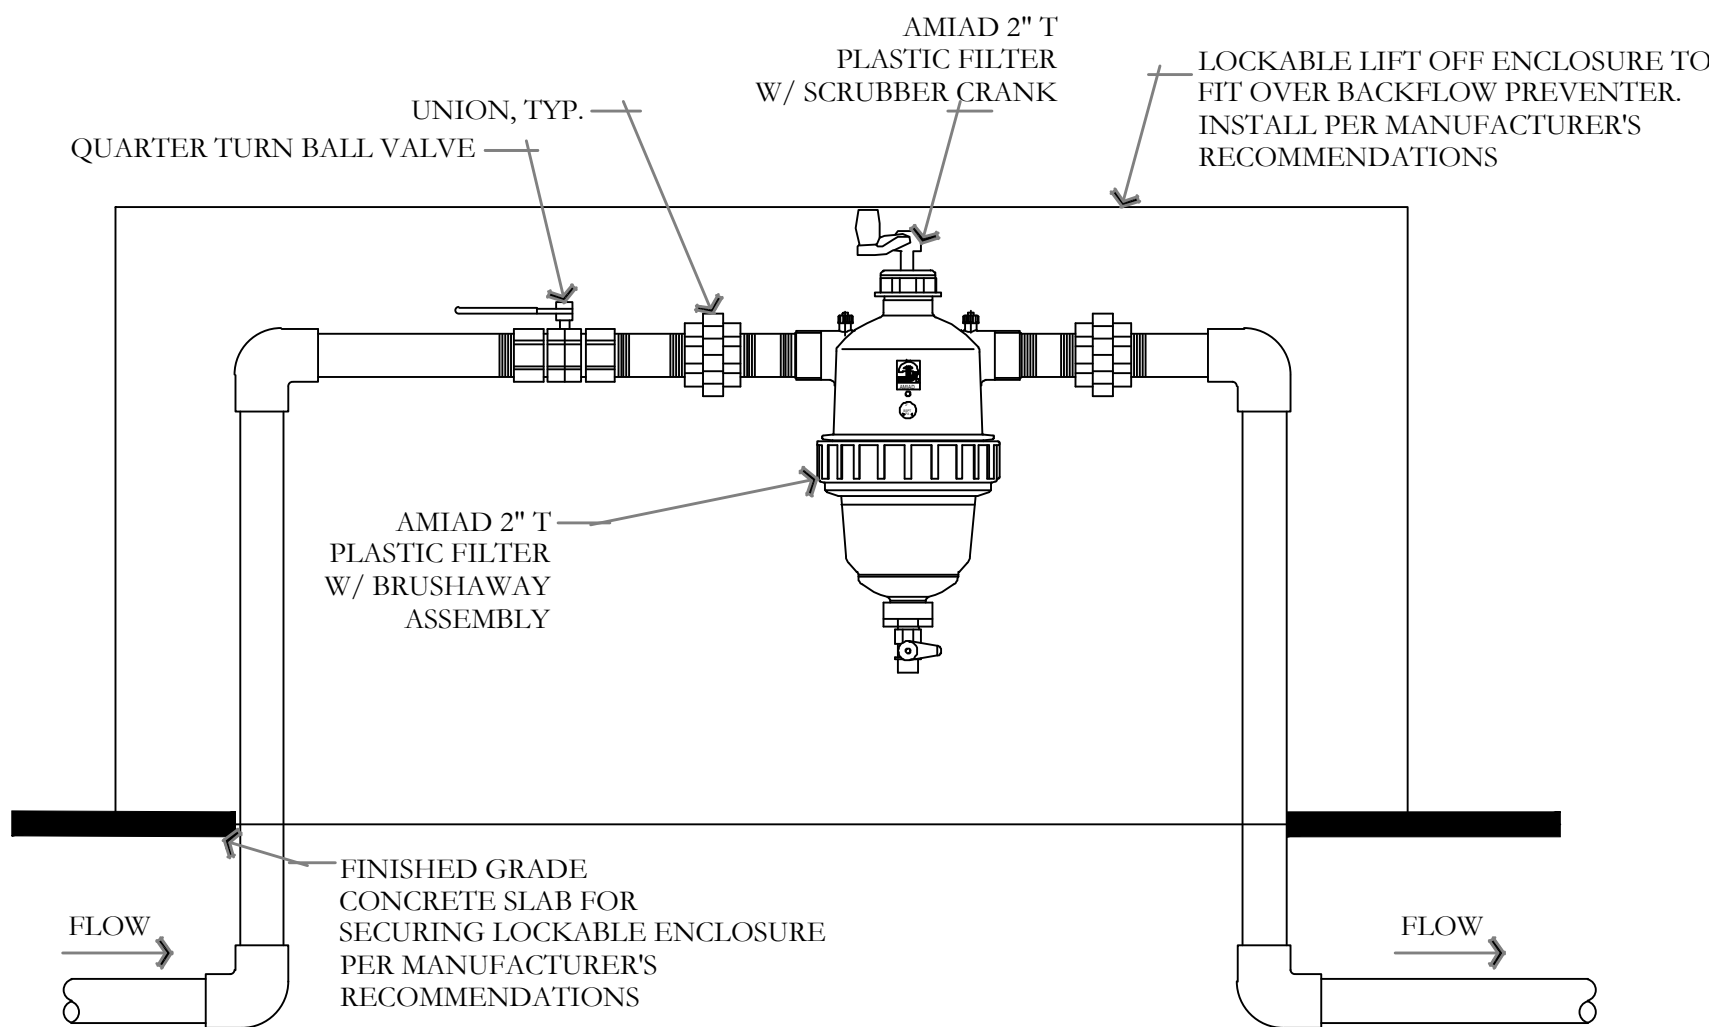 AMIAD 2" T
PLASTIC FILTER
W/ SCRUBBER CRANK
LOCKABLE LIFT OFF ENCLOSURE TO
FIT OVER BACKFLOW PREVENTER.
INSTALL PER MANUFACTURER'S
RECOMMENDATIONS
UNION, TYP.
QUARTER TURN BALL VALVE
AMIAD
AMIAD 2" T
PLASTIC FILTER
W/ BRUSHAWAY
ASSEMBLY
FINISHED GRADE
CONCRETE SLAB FOR
SECURING LOCKABLE ENCLOSURE
PER MANUFACTURER'S
RECOMMENDATIONS
FLOW
FLOW